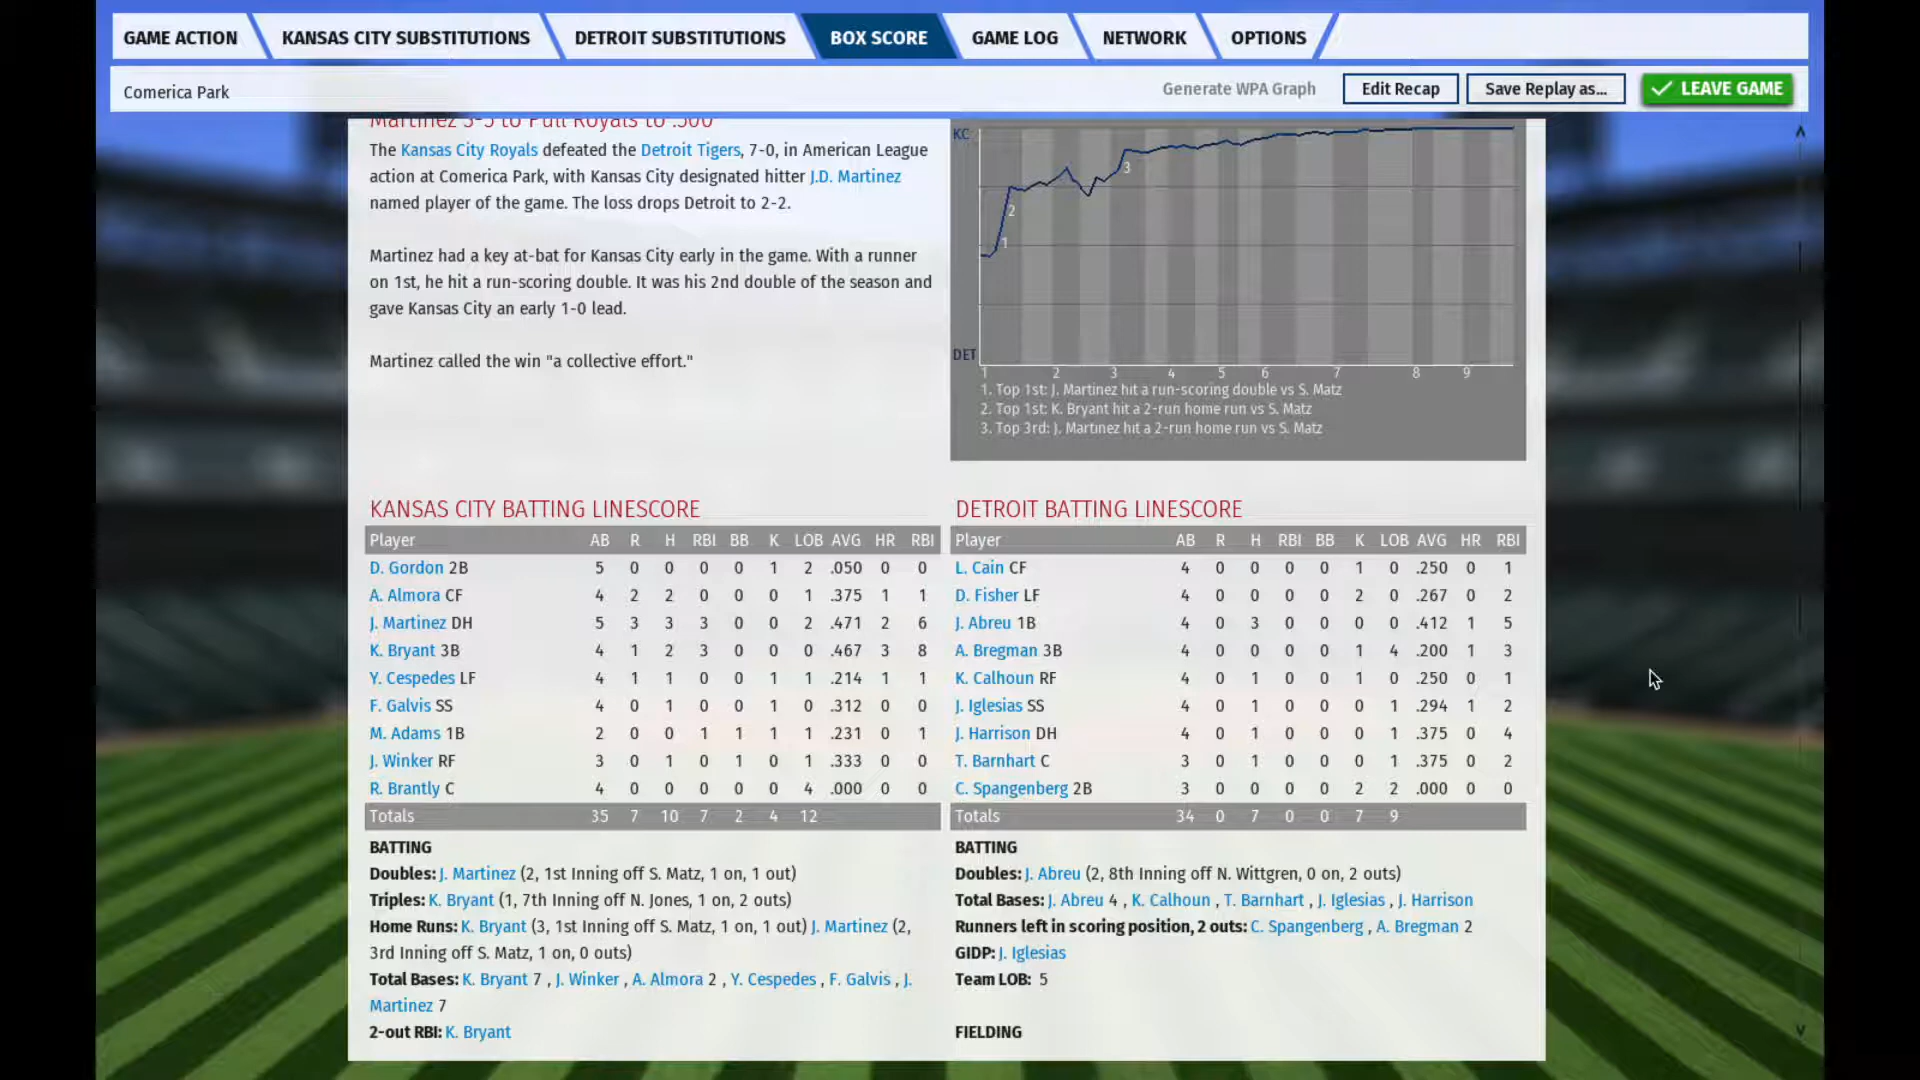 GAME ACTION KANSAS CITY SUBSTITUTIONS DETROIT SUBSTITUTIONS BOX SCORE GAME LOG NETWORK OPTIONS
Comerica Park Generate WPA Graph Edit Recap Save Replay as... LEAVE GAME
Martinez 3-5 to Pull Royals to .500
The Kansas City Royals defeated the Detroit Tigers, 7-0, in American League
action at Comerica Park, with Kansas City designated hitter J.D. Martinez
named player of the game. The loss drops Detroit to 2-2.
Martinez had a key at-bat for Kansas City early in the game. With a runner
on 1st, he hit a run-scoring double. It was his 2nd double of the season and
gave Kansas City an early 1-0 lead.
Martinez called the win "a collective effort."
KC
3
2
1
DET
1 2 3 4 5 6 7 8 9
1. Top 1st: J. Martinez hit a run-scoring double vs S. Matz
2. Top 1st: K. Bryant hit a 2-run home run vs S. Matz
3. Top 3rd: J. Martinez hit a 2-run home run vs S. Matz
KANSAS CITY BATTING LINESCORE
Player AB R H RBI BB K LOB AVG HR RBI
D. Gordon 2B 5 0 0 0 0 1 2 .050 0 0
A. Almora CF 4 2 2 0 0 0 1 .375 1 1
J. Martinez DH 5 3 3 3 0 0 2 .471 2 6
K. Bryant 3B 4 1 2 3 0 0 0 .467 3 8
Y. Cespedes LF 4 1 1 0 0 1 1 .214 1 1
F. Galvis SS 4 0 1 0 0 1 0 .312 0 0
M. Adams 1B 2 0 0 1 1 1 1 .231 0 1
J. Winker RF 3 0 1 0 1 0 1 .333 0 0
R. Brantly C 4 0 0 0 0 0 4 .000 0 0
Totals 35 7 10 7 2 4 12
BATTING
Doubles: J. Martinez (2, 1st Inning off S. Matz, 1 on, 1 out)
Triples: K. Bryant (1, 7th Inning off N. Jones, 1 on, 2 outs)
Home Runs: K. Bryant (3, 1st Inning off S. Matz, 1 on, 1 out) J. Martinez (2,
3rd Inning off S. Matz, 1 on, 0 outs)
Total Bases: K. Bryant 7 , J. Winker , A. Almora 2 , Y. Cespedes , F. Galvis , J.
Martinez 7
2-out RBI: K. Bryant
DETROIT BATTING LINESCORE
Player AB R H RBI BB K LOB AVG HR RBI
L. Cain CF 4 0 0 0 0 1 0 .250 0 1
D. Fisher LF 4 0 0 0 0 2 0 .267 0 2
J. Abreu 1B 4 0 3 0 0 0 0 .412 1 5
A. Bregman 3B 4 0 0 0 0 1 4 .200 1 3
K. Calhoun RF 4 0 1 0 0 1 0 .250 0 1
J. Iglesias SS 4 0 1 0 0 0 1 .294 1 2
J. Harrison DH 4 0 1 0 0 0 1 .375 0 4
T. Barnhart C 3 0 1 0 0 0 1 .375 0 2
C. Spangenberg 2B 3 0 0 0 0 2 2 .000 0 0
Totals 34 0 7 0 0 7 9
BATTING
Doubles: J. Abreu (2, 8th Inning off N. Wittgren, 0 on, 2 outs)
Total Bases: J. Abreu 4 , K. Calhoun , T. Barnhart , J. Iglesias , J. Harrison
Runners left in scoring position, 2 outs: C. Spangenberg , A. Bregman 2
GIDP: J. Iglesias
Team LOB: 5
FIELDING